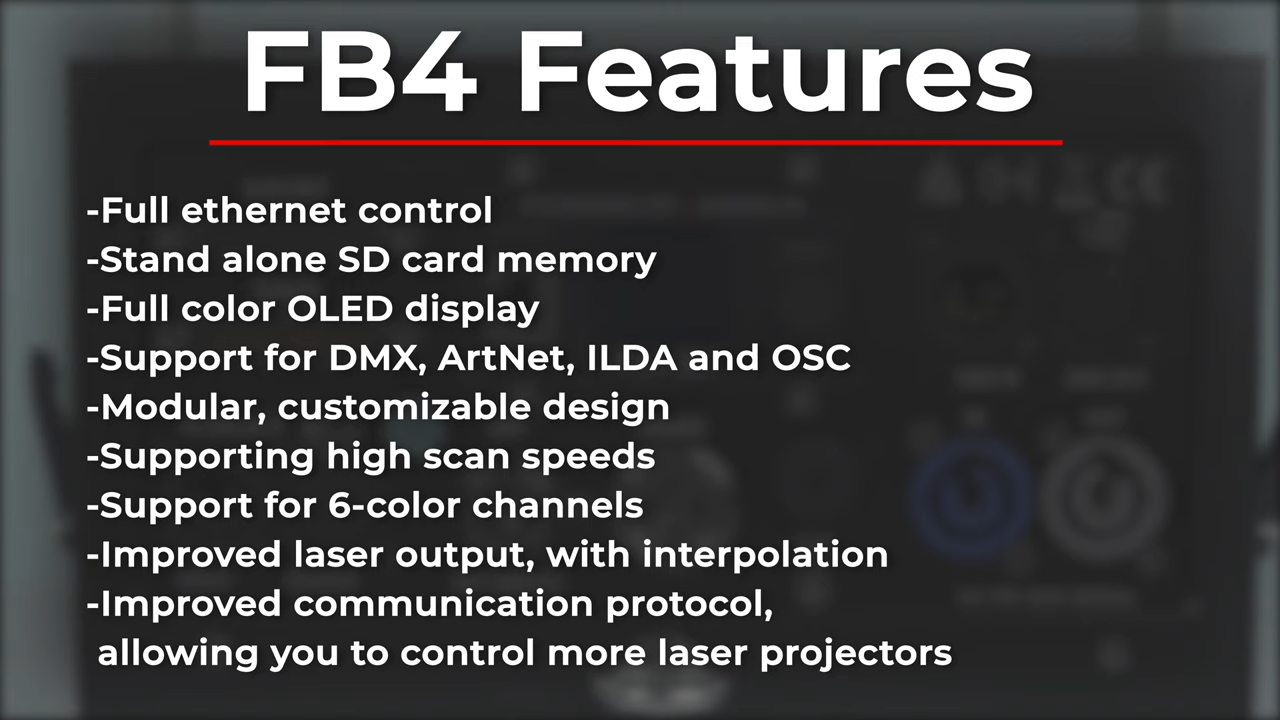 FB4 Features
-Full ethernet control
-Stand alone SD card memory
-Full color OLED display
-Support for DMX, ArtNet, ILDA and OSC
-Modular, customizable design
-Supporting high scan speeds
-Support for 6-color channels
-Improved laser output, with interpolation
-Improved communication protocol,
allowing you to control more laser projectors